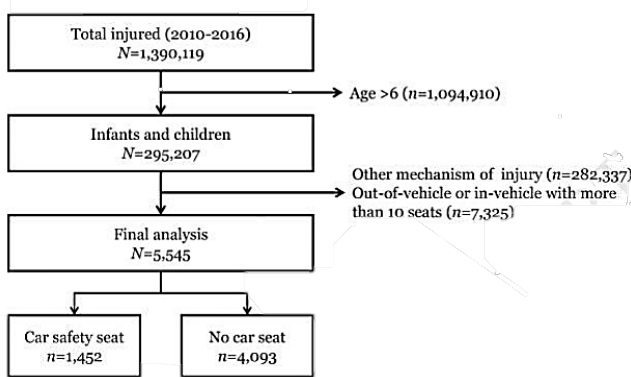 Total injured (2010-2016)
N=1,390,119
Age >6 (n=1,094,910)
Infants and children
N=295,207
Other mechanism of injury (n=282,337)
Out-of-vehicle or in-vehicle with more
than 10 seats (n=7,325)
Final analysis
N=5,545
Car safety seat
n=1,452
No car seat
n=4,093